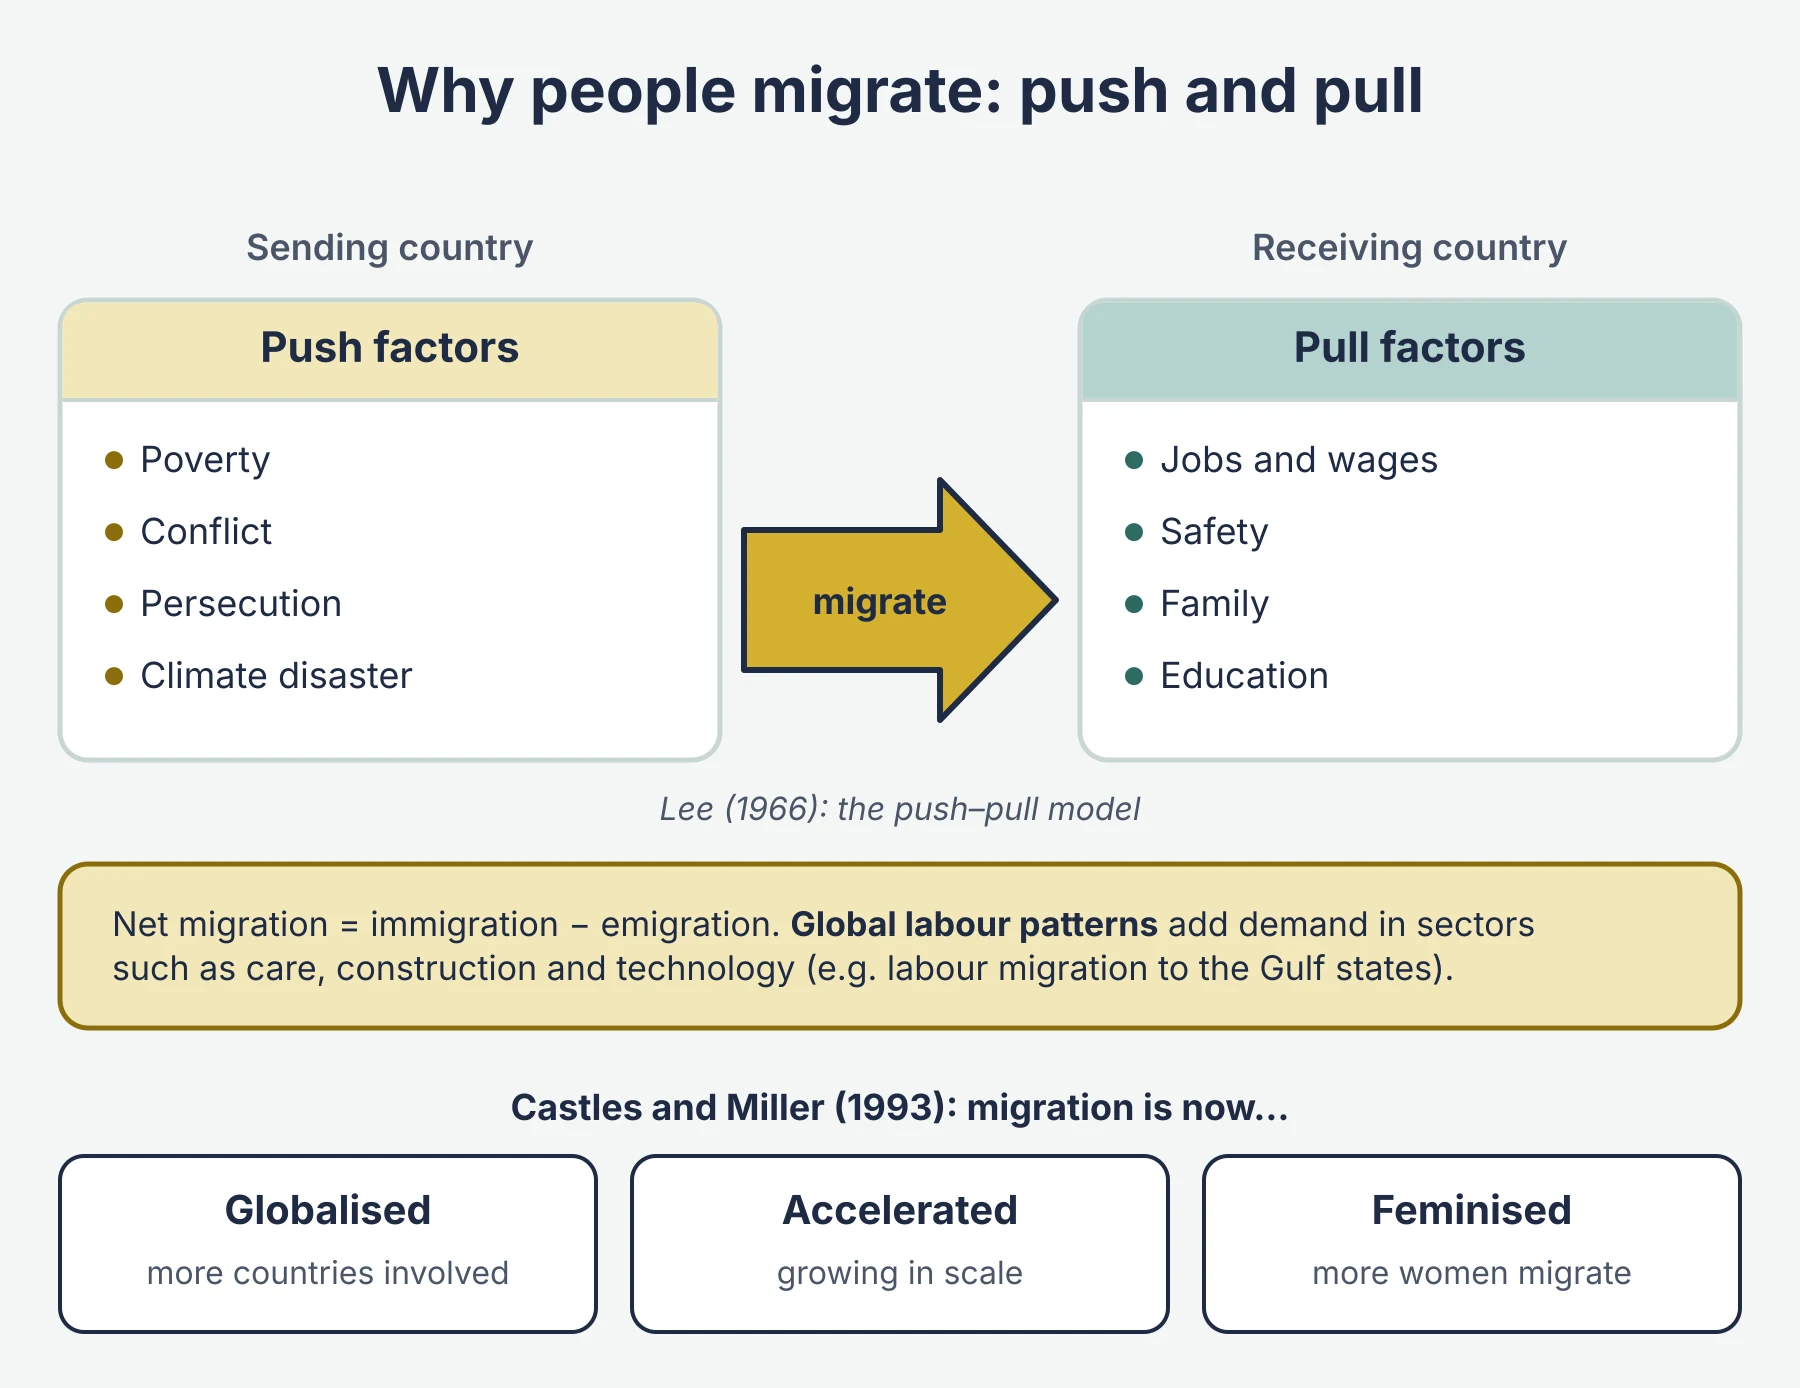 Why people migrate: push and pull
Sending country
Push factors
Poverty
Conflict
Persecution
Climate disaster
migrate
Receiving country
Pull factors
Jobs and wages
Safety
Family
Education
Lee (1966): the push–pull model
Net migration = immigration − emigration. Global labour patterns add demand in sectors
such as care, construction and technology (e.g. labour migration to the Gulf states).
Castles and Miller (1993): migration is now…
Globalised
more countries involved
Accelerated
growing in scale
Feminised
more women migrate